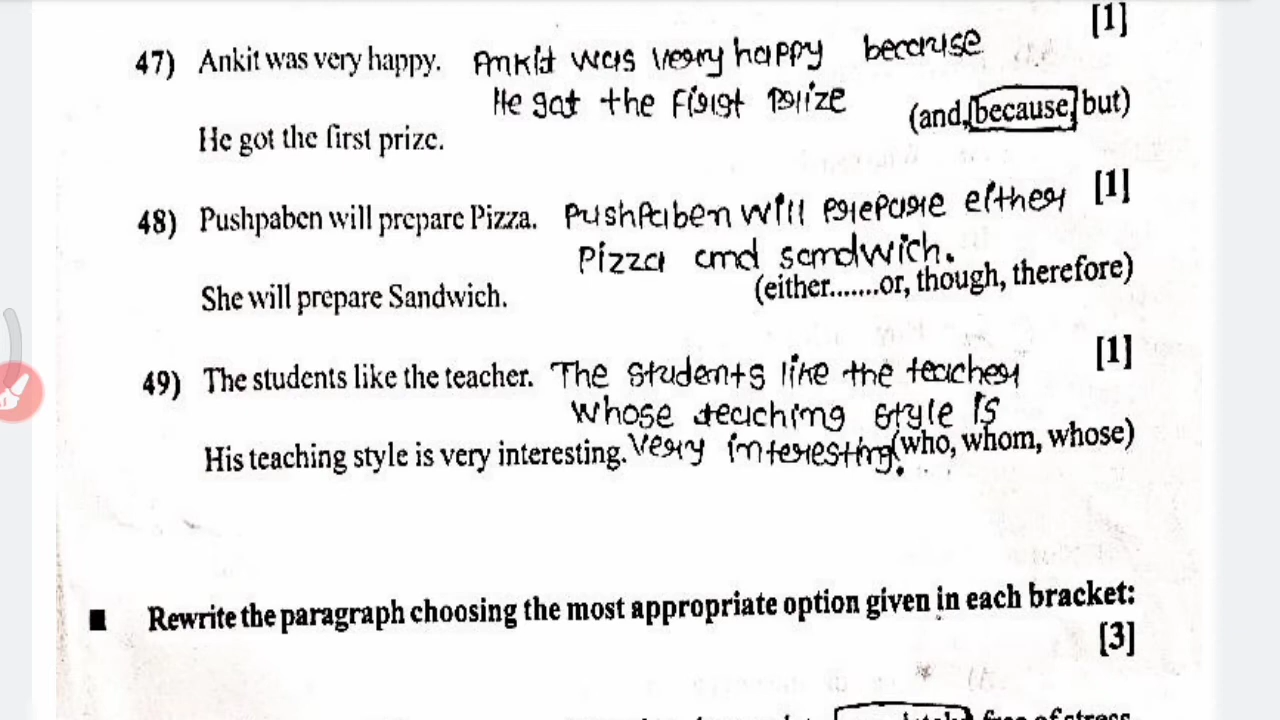 [1]
47) Ankit was very happy. Ankit was very happy because
He got the First Prize
(and, because, but)
He got the first prize.
48) Pushpaben will prepare Pizza. Pushpaben will prepare either [1]
Pizza and sandwich.
She will prepare Sandwich. (either.......or, though, therefore)
[1]
49) The students like the teacher. The students like the teacher
whose teaching style is
His teaching style is very interesting. very interesting. (who, whom, whose)
■ Rewrite the paragraph choosing the most appropriate option given in each bracket:
[3]
free of stress